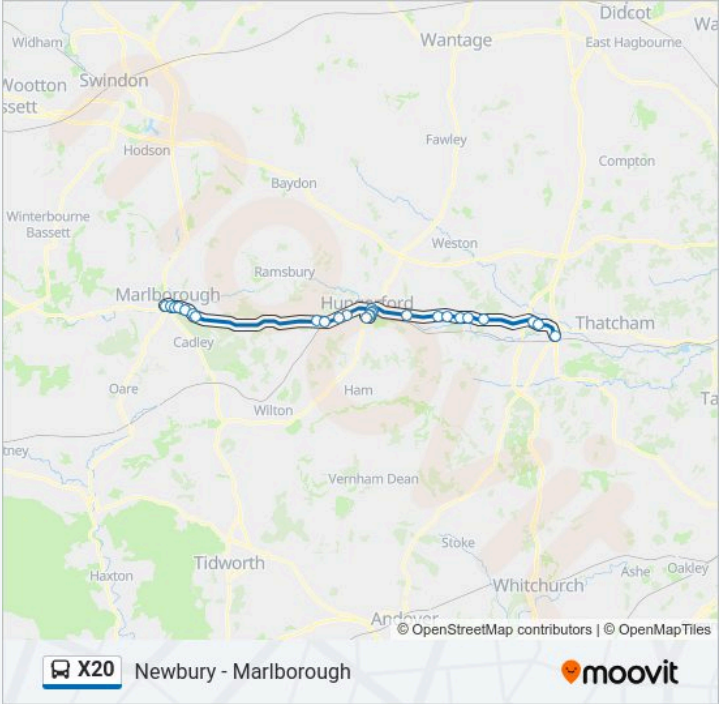 Didcot
Wa
Widham
Wantage
East Hagbourne
Wootton
ssett
Swindon
Fawley
Hodson
Compton
Baydon
Winterbourne
Bassett
Weston
Ramsbury
Marlborough
Hungerford
Thatcham
Cadley
Oare
Ham
Ta
Wilton
tney
Vernham Dean
Stoke
Tidworth
Haxton
Whitchurch
Ashe
Oakley
Andover
© OpenStreetMap contributors | © OpenMapTiles
X20 Newbury - Marlborough
moovit